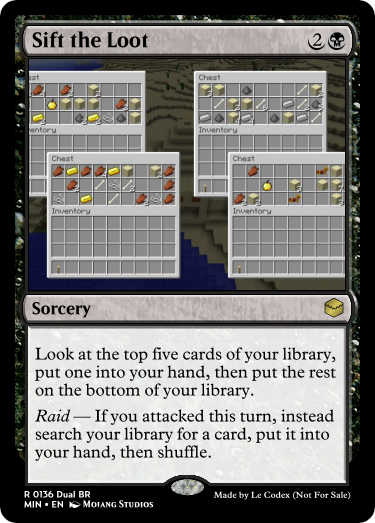 Sift the Loot 2
Chest
Chest
Inventory
Inventory
Chest
Chest
Inventory
Inventory
Sorcery
Look at the top five cards of your library,
put one into your hand, then put the rest
on the bottom of your library.
Raid — If you attacked this turn, instead
search your library for a card, put it into
your hand, then shuffle.
R 0136 Dual BR
MIN • EN Mojang Studios
Made by Le Codex (Not For Sale)